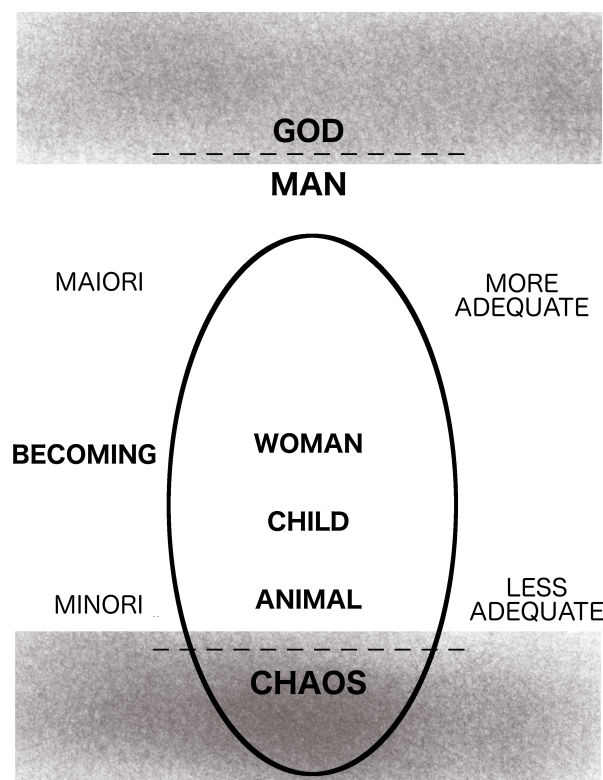 GOD
MAN
MAIORI
MORE
ADEQUATE
BECOMING
WOMAN
CHILD
ANIMAL
MINORI
LESS
ADEQUATE
CHAOS